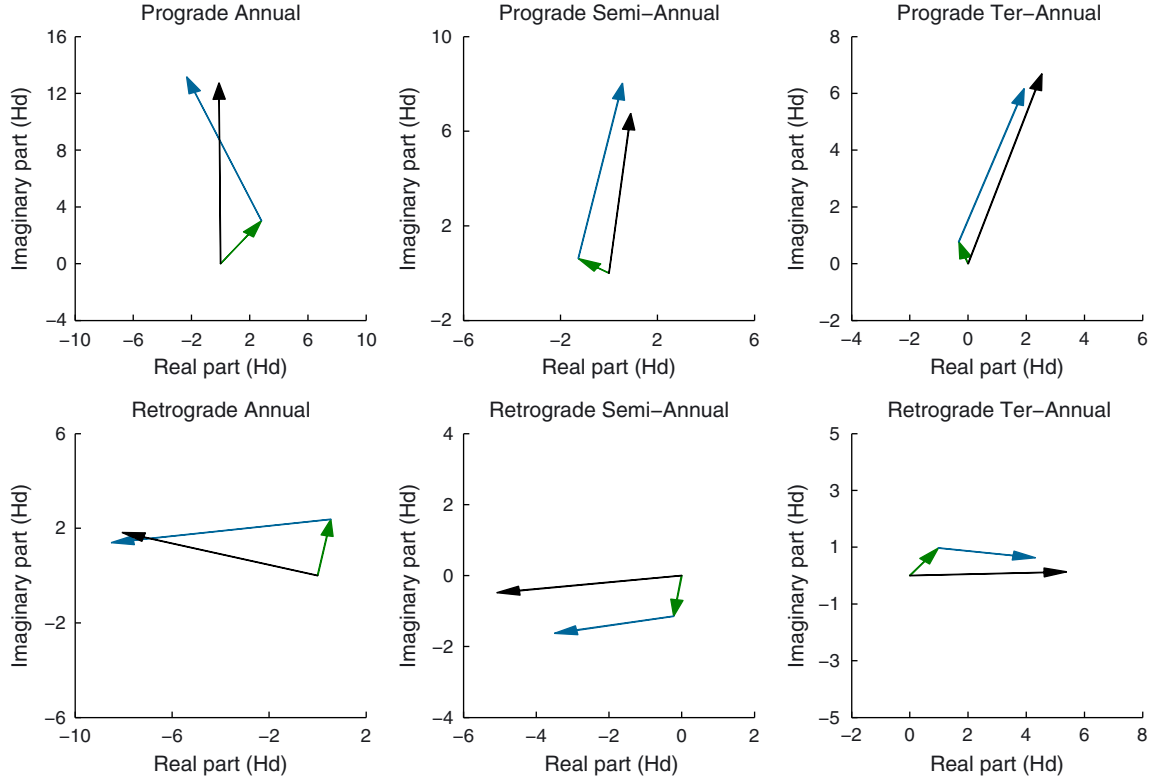 Prograde Annual
Imaginary part (Hd)
16
12
8
4
0
−4
−10 −6 −2 2 6 10
Real part (Hd)
Prograde Semi−Annual
Imaginary part (Hd)
10
6
2
−2
−6 −2 2 6
Real part (Hd)
Prograde Ter−Annual
Imaginary part (Hd)
8
6
4
2
0
−2
−4 −2 0 2 4 6
Real part (Hd)
Retrograde Annual
Imaginary part (Hd)
6
2
−2
−6
−10 −6 −2 2
Real part (Hd)
Retrograde Semi−Annual
Imaginary part (Hd)
4
2
0
−2
−4
−6 −4 −2 0 2
Real part (Hd)
Retrograde Ter−Annual
Imaginary part (Hd)
5
3
1
−1
−3
−5
−2 0 2 4 6 8
Real part (Hd)